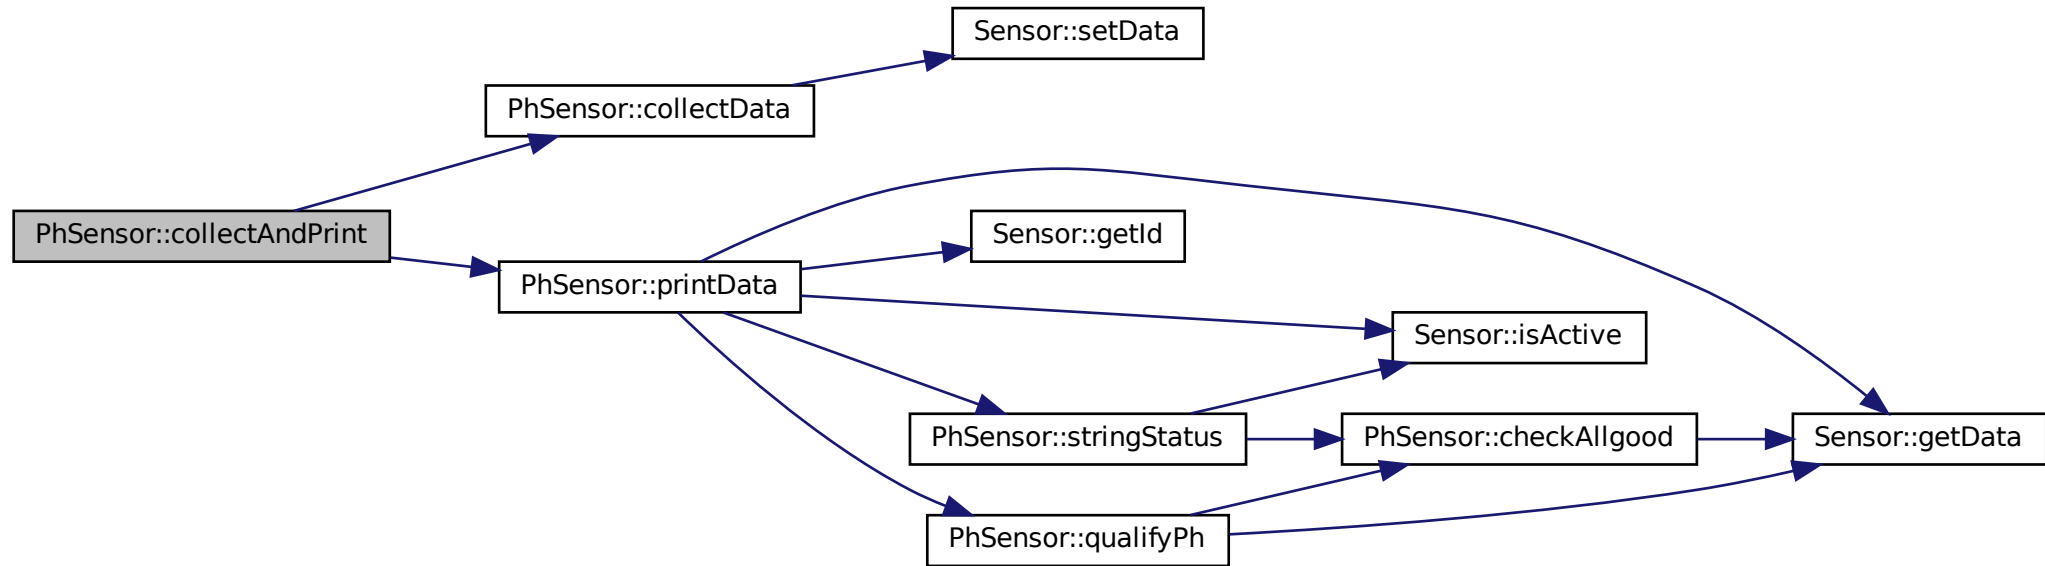 Sensor::setData
PhSensor::collectData
PhSensor::collectAndPrint
Sensor::getId
PhSensor::printData
Sensor::isActive
PhSensor::stringStatus
PhSensor::checkAllgood
Sensor::getData
PhSensor::qualifyPh